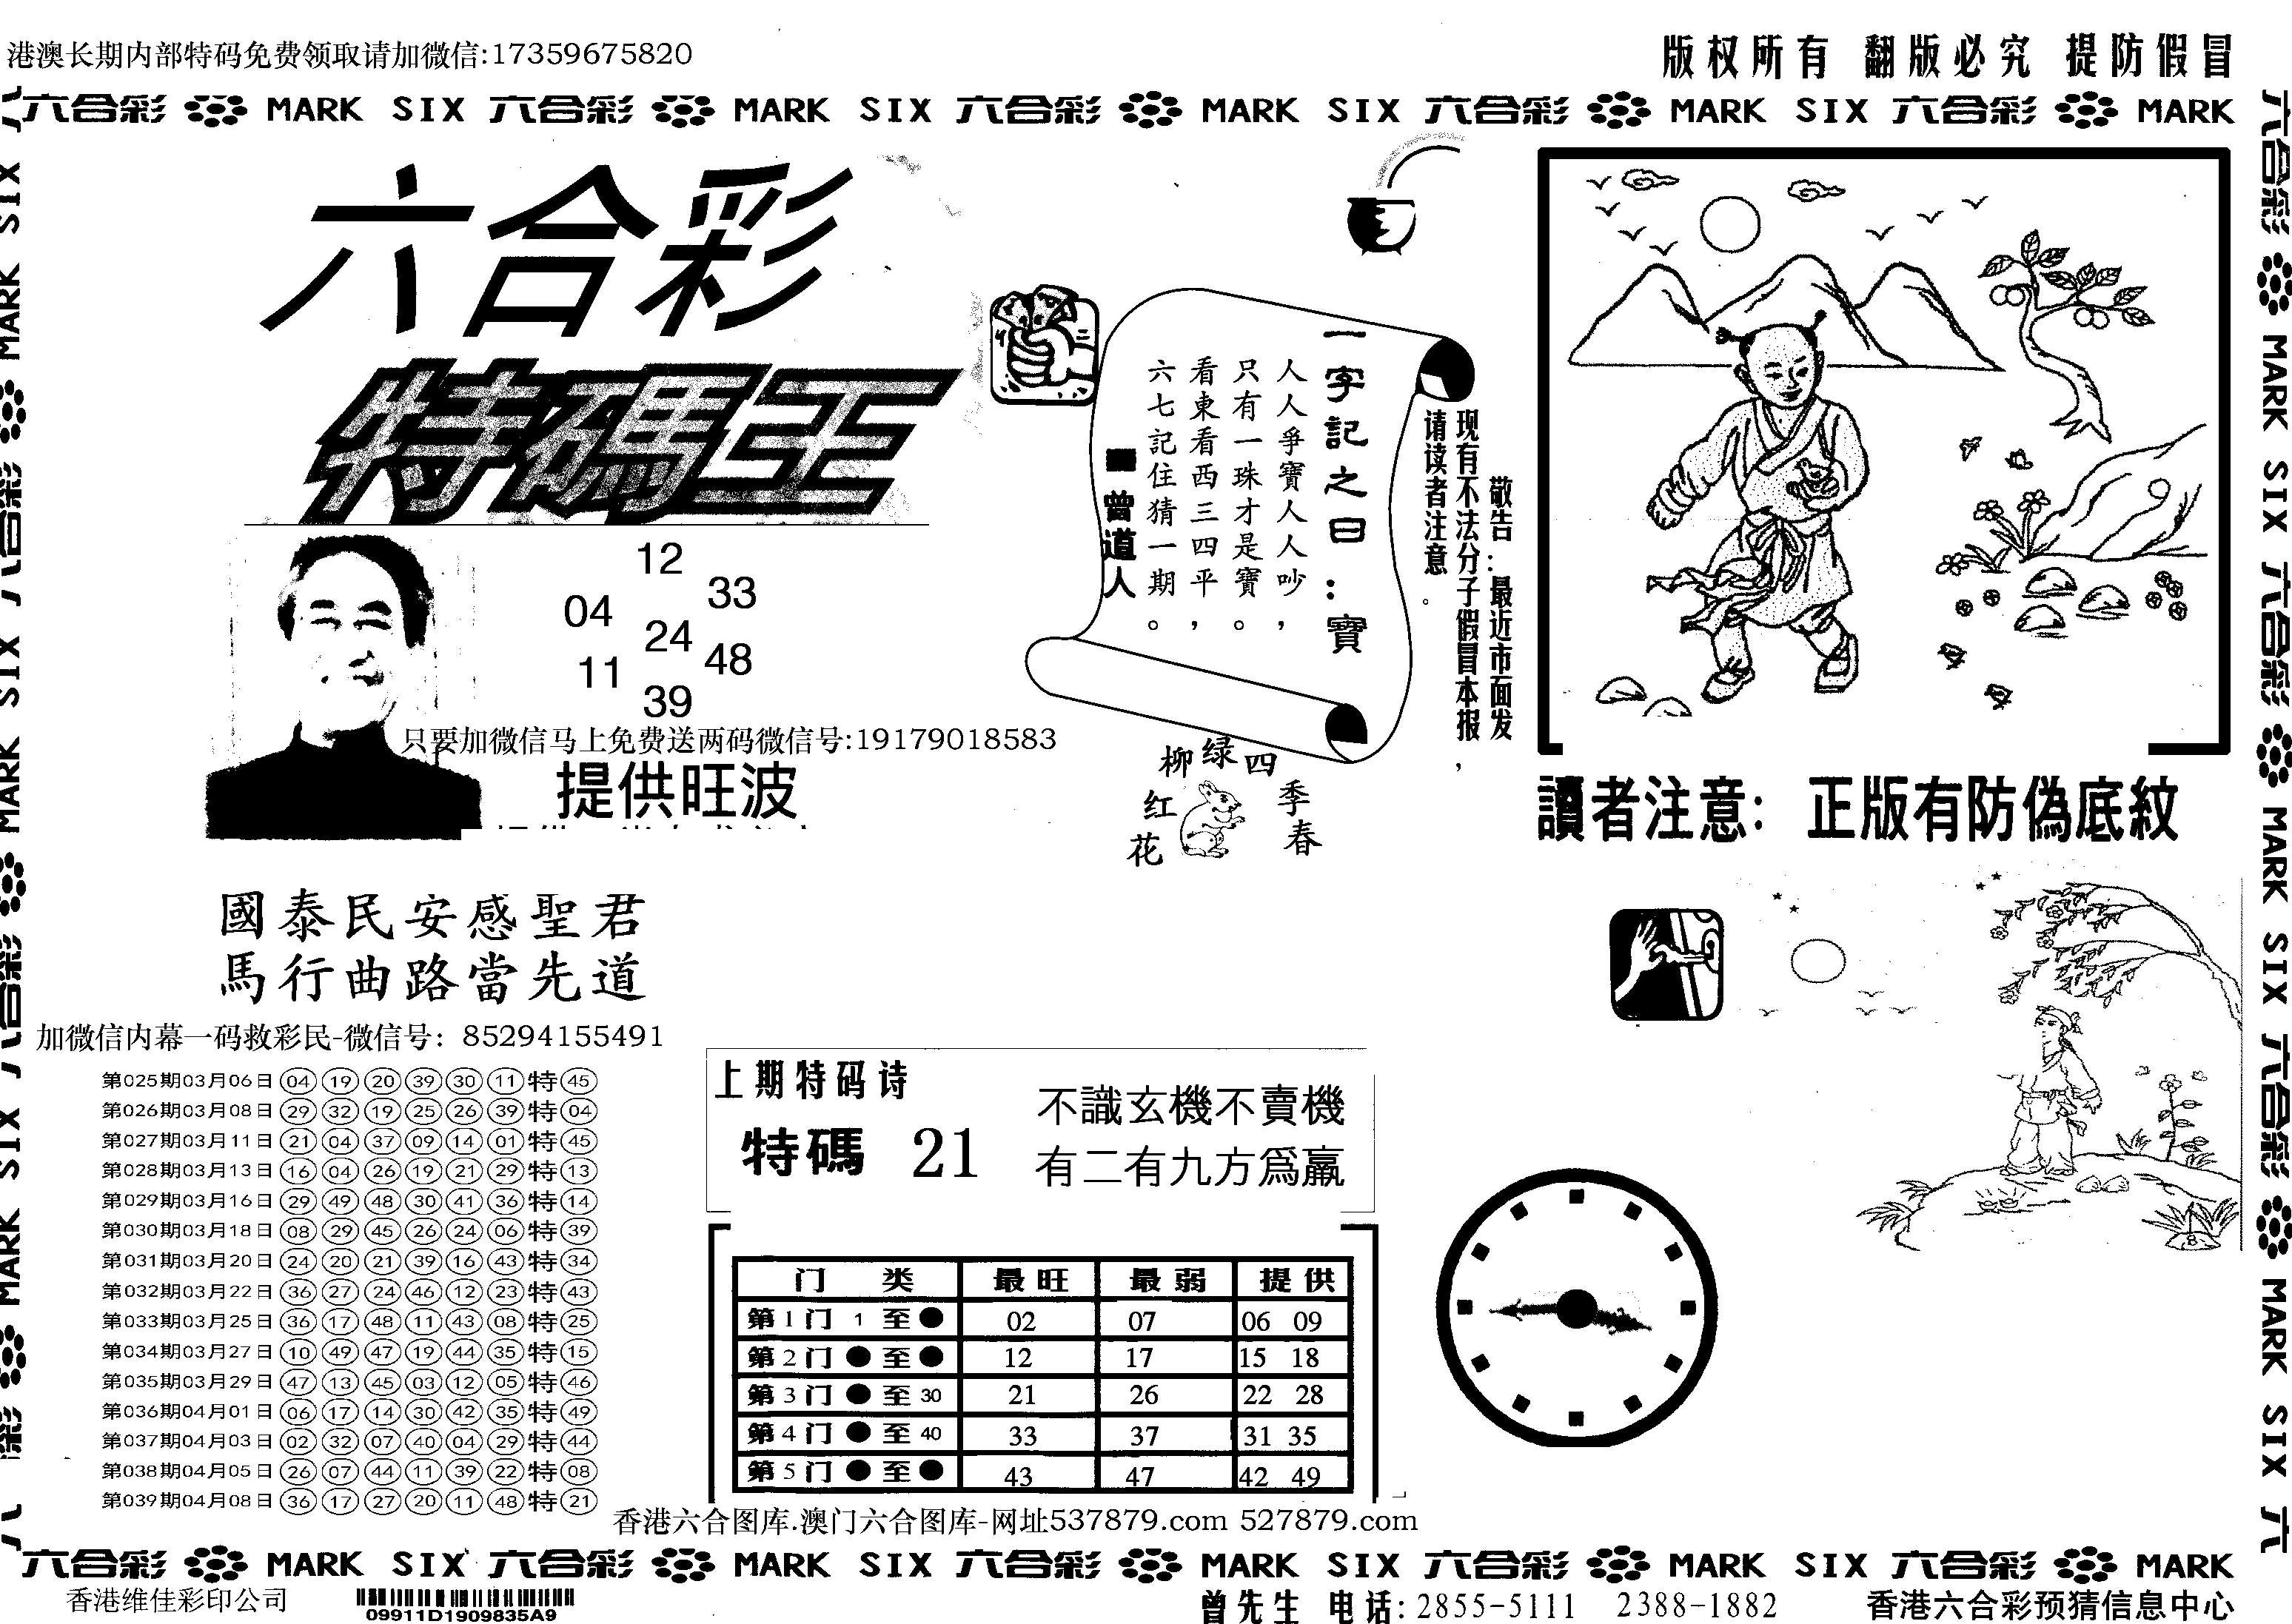 港澳长期内部特码免费领取请加微信:17359675820
版权所有 翻版必究 提防假冒
六合彩 MARK SIX 六合彩 MARK SIX 六合彩 MARK SIX 六合彩 MARK SIX 六合彩 MARK
六合彩
特碼王
12
33
04
24
48
11
39
只要加微信马上免费送两码微信号:19179018583
提供旺波
一字記之曰:寶
人人爭寶人人吵,
只有一珠才是寶。
看東看西三四平,
六七記住猜一期。
■曾道人
敬告:最近市面发
现有不法分子假冒本报,
请读者注意。
红花柳绿四季春
讀者注意: 正版有防偽底紋
國泰民安感聖君
馬行曲路當先道
加微信内幕一码救彩民-微信号: 85294155491
第025期03月06日 04 19 20 39 30 11 特 45
第026期03月08日 29 32 19 25 26 39 特 04
第027期03月11日 21 04 37 09 14 01 特 45
第028期03月13日 16 04 26 19 21 29 特 13
第029期03月16日 29 49 48 30 41 36 特 14
第030期03月18日 08 29 45 26 24 06 特 39
第031期03月20日 24 20 21 39 16 43 特 34
第032期03月22日 36 27 24 46 12 23 特 43
第033期03月25日 36 17 48 11 43 08 特 25
第034期03月27日 10 49 47 19 44 35 特 15
第035期03月29日 47 13 45 03 12 05 特 46
第036期04月01日 06 17 14 30 42 35 特 49
第037期04月03日 02 32 07 40 04 29 特 44
第038期04月05日 26 07 44 11 39 22 特 08
第039期04月08日 36 17 27 20 11 48 特 21
上期特码诗
特碼 21
不識玄機不賣機
有二有九方爲贏
门 类 最旺 最弱 提供
第1门 1 至● 02 07 06 09
第2门 ●至● 12 17 15 18
第3门 ●至30 21 26 22 28
第4门 ●至40 33 37 31 35
第5门 ●至● 43 47 42 49
香港六合图库.澳门六合图库-网址537879.com 527879.com
六合彩 MARK SIX 六合彩 MARK SIX 六合彩 MARK SIX 六合彩 MARK SIX 六合彩 MARK
香港维佳彩印公司
09911D1909835A9
曾先生 电话: 2855-5111 2388-1882
香港六合彩预猜信息中心
六合彩 MARK SIX 六合彩 MARK SIX 六合彩 MARK SIX 六